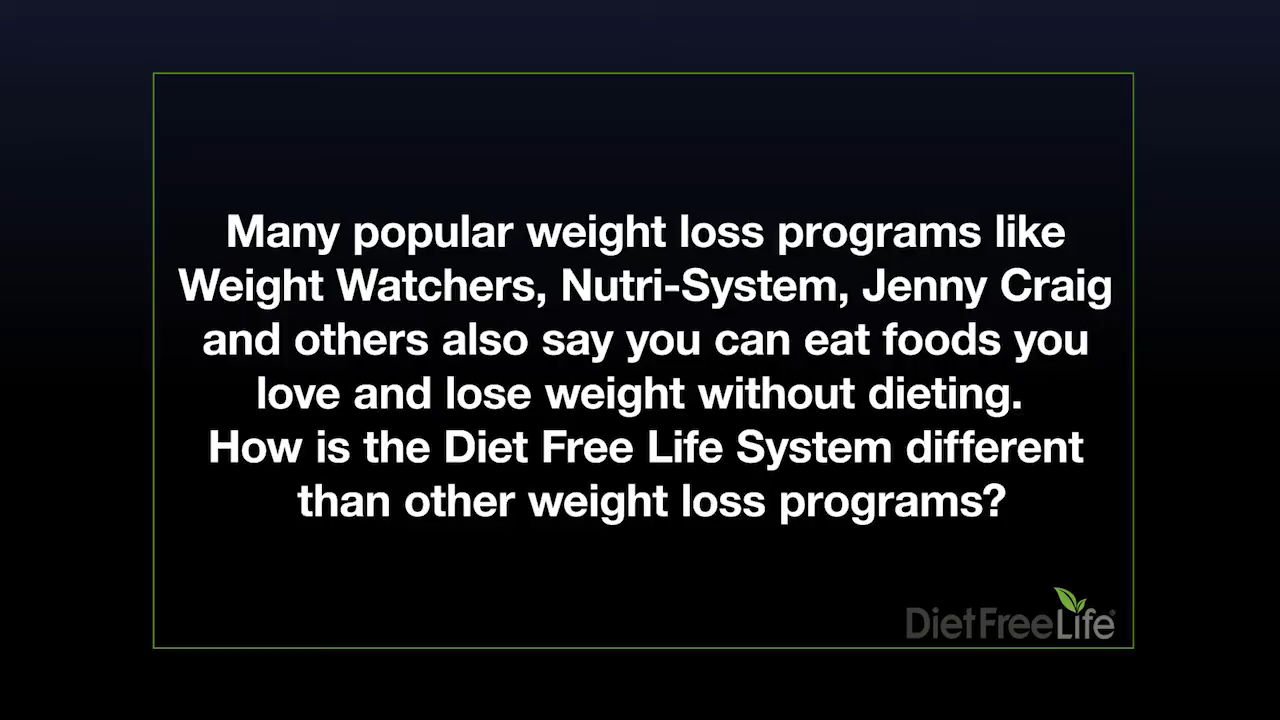 Many popular weight loss programs like
Weight Watchers, Nutri-System, Jenny Craig
and others also say you can eat foods you
love and lose weight without dieting.
How is the Diet Free Life System different
than other weight loss programs?
DietFreeLife®